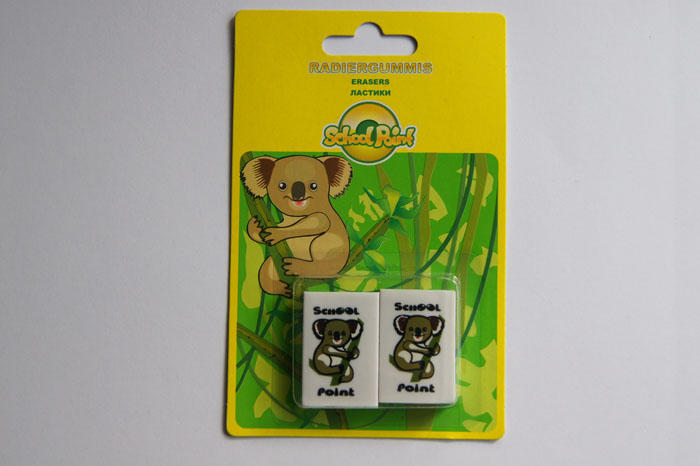 RADIERGUMMIS
ERASERS
ЛАСТИКИ
School Point
SCHOOL
Point
SCHOOL
Point